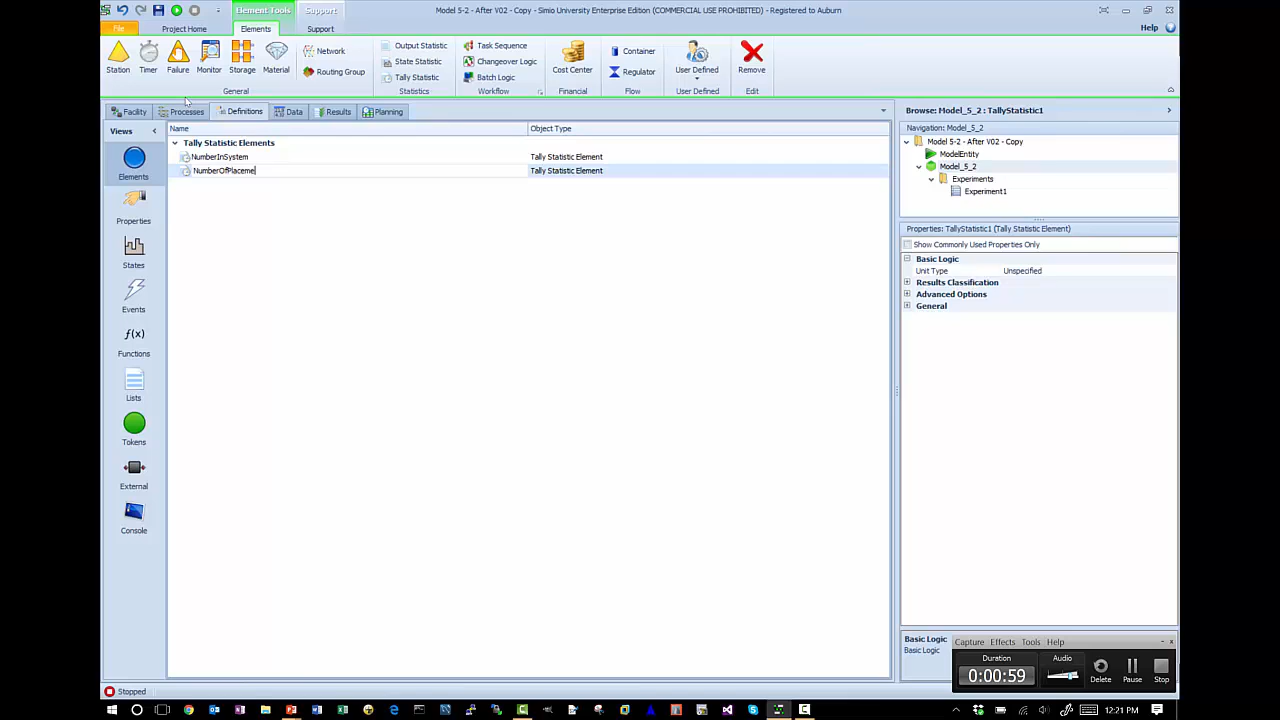 Element Tools
Support
Model 5-2 - After V02 - Copy - Simio University Enterprise Edition (COMMERCIAL USE PROHIBITED) - Registered to Auburn
File
Project Home
Elements
Support
Help
Station
Timer
Failure
Monitor
Storage
Material
Network
Routing Group
General
Output Statistic
State Statistic
Tally Statistic
Statistics
Task Sequence
Changeover Logic
Batch Logic
Workflow
Cost Center
Financial
Container
Regulator
Flow
User Defined
User Defined
Remove
Edit
Facility
Processes
Definitions
Data
Results
Planning
Views
Elements
Properties
States
Events
f(x)
Functions
Lists
Tokens
External
Console
Name
Object Type
Tally Statistic Elements
NumberInSystem
Tally Statistic Element
NumberOfPlaceme
Tally Statistic Element
Browse: Model_5_2 : TallyStatistic1
Navigation: Model_5_2
Model 5-2 - After V02 - Copy
ModelEntity
Model_5_2
Experiments
Experiment1
Properties: TallyStatistic1 (Tally Statistic Element)
Show Commonly Used Properties Only
Basic Logic
Unit Type
Unspecified
Results Classification
Advanced Options
General
Basic Logic
Basic Logic
Capture Effects Tools Help
Duration
0:00:59
Audio
Delete
Pause
Stop
Stopped
12:21 PM